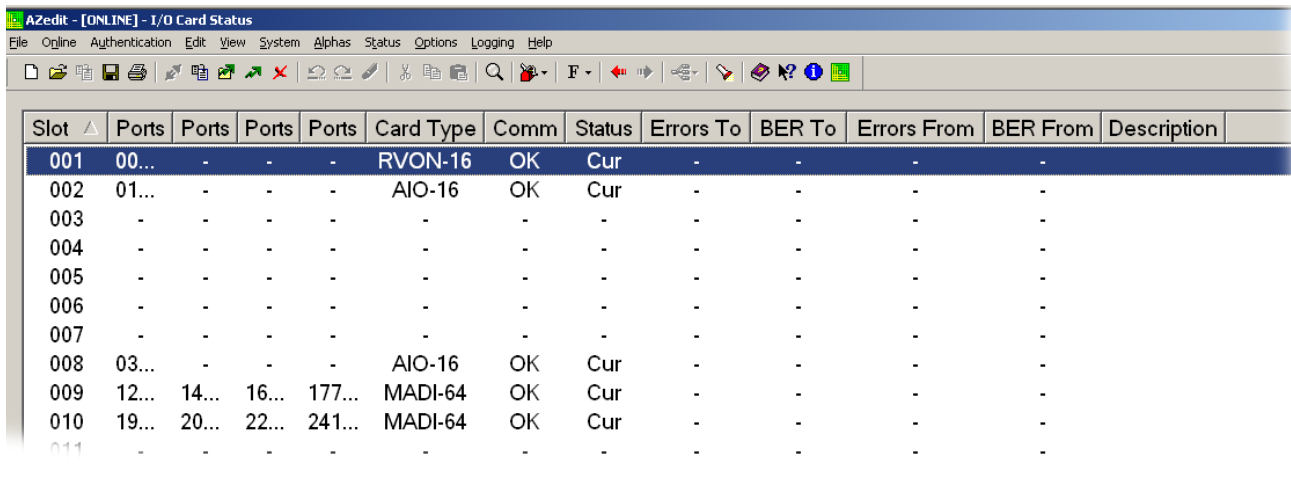 AZedit - [ONLINE] - I/O Card Status
File Online Authentication Edit View System Alphas Status Options Logging Help
F
Slot Ports Ports Ports Ports Card Type Comm Status Errors To BER To Errors From BER From Description
001 00... - - - RVON-16 OK Cur - - - -
002 01... - - - AIO-16 OK Cur - - - -
003 - - - - - - - - - - -
004 - - - - - - - - - - -
005 - - - - - - - - - - -
006 - - - - - - - - - - -
007 - - - - - - - - - - -
008 03... - - - AIO-16 OK Cur - - - -
009 12... 14... 16... 177... MADI-64 OK Cur - - - -
010 19... 20... 22... 241... MADI-64 OK Cur - - - -
011 - - - - - - - - - - -